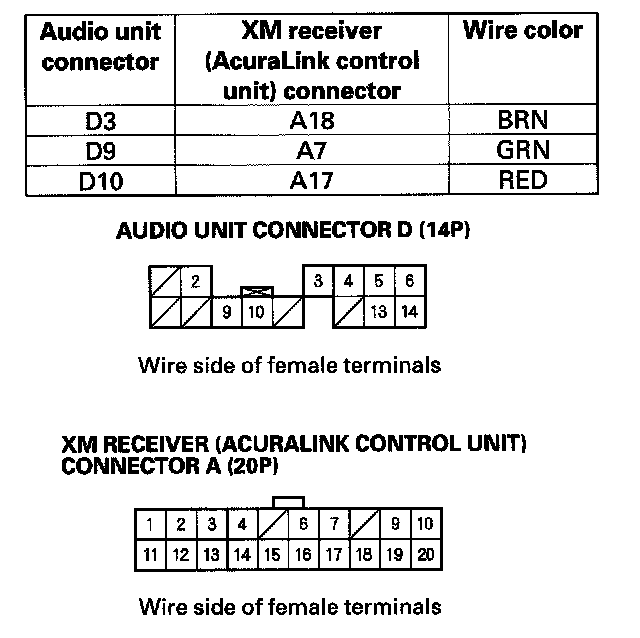 Audio unit connector XM receiver (AcuraLink control unit) connector Wire color
D3 A18 BRN
D9 A7 GRN
D10 A17 RED
AUDIO UNIT CONNECTOR D (14P)
2 3 4 5 6
9 10 13 14
Wire side of female terminals
XM RECEIVER (ACURALINK CONTROL UNIT)
CONNECTOR A (20P)
1 2 3 4 6 7 9 10
11 12 13 14 15 16 17 18 19 20
Wire side of female terminals